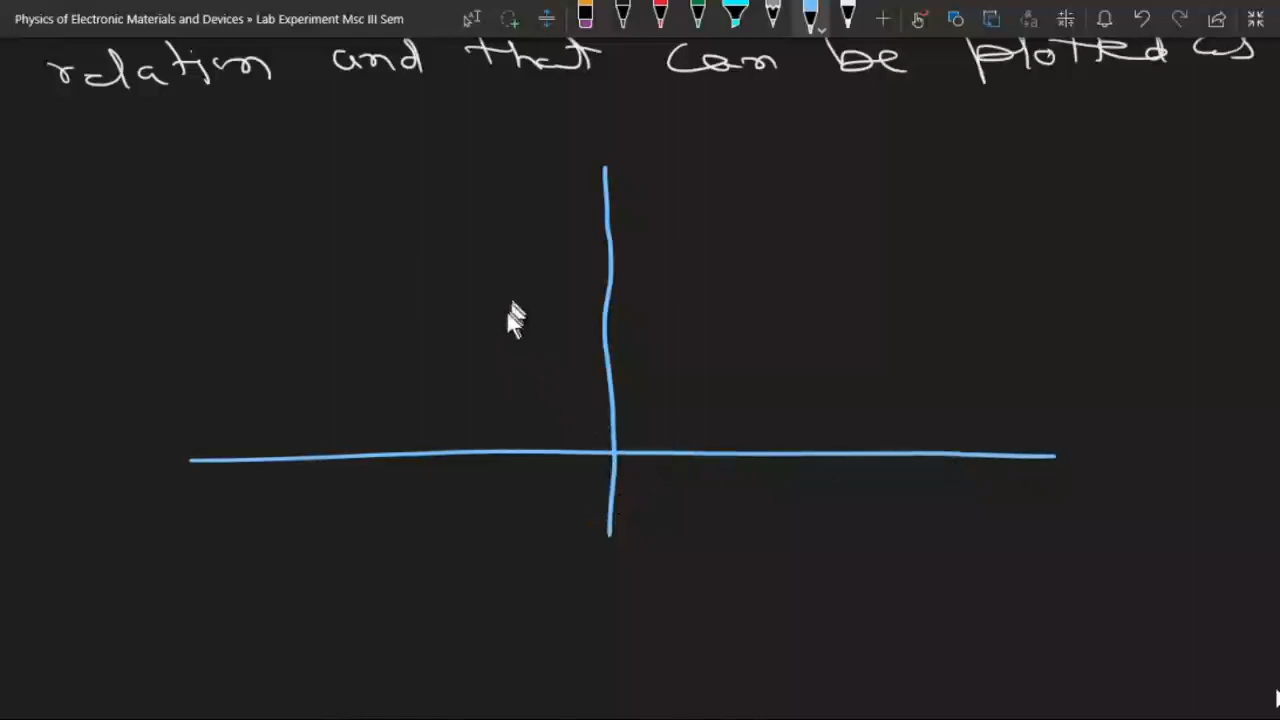 Physics of Electronic Materials and Devices » Lab Experiment Msc III Sem
relation and that can be plotted as